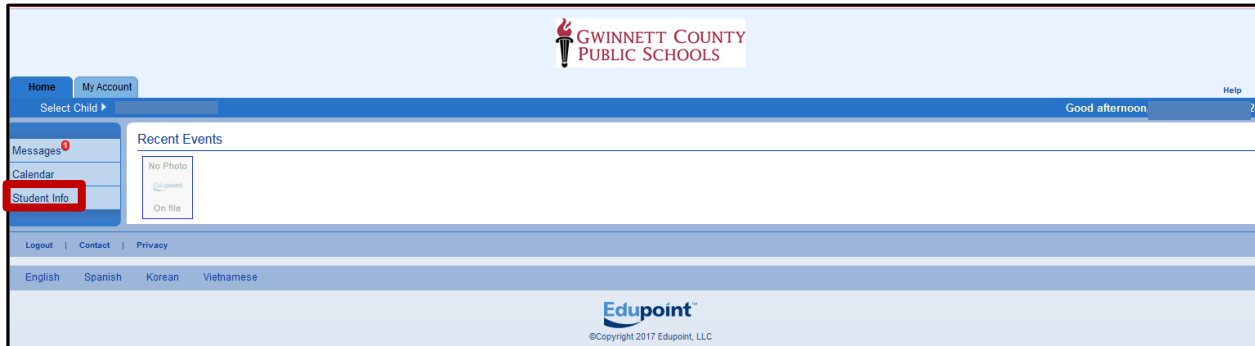 GWINNETT COUNTY
PUBLIC SCHOOLS
Home My Account
Help
Select Child
Good afternoon,
Messages 1
Calendar
Student Info
Recent Events
No Photo
Edupoint
On file
Logout | Contact | Privacy
English Spanish Korean Vietnamese
Edupoint™
©Copyright 2017 Edupoint, LLC